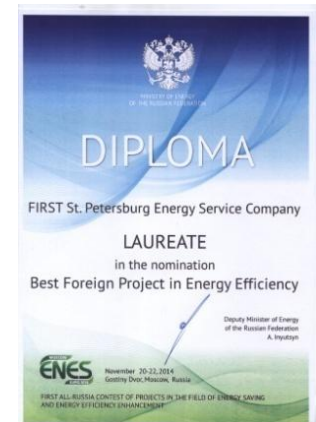 MINISTRY OF ENERGY
OF THE RUSSIAN FEDERATION
DIPLOMA
FIRST St. Petersburg Energy Service Company
LAUREATE
in the nomination
Best Foreign Project in Energy Efficiency
Deputy Minister of Energy
of the Russian Federation
A. Inyutsyn
ENES
November 20-22, 2014
Gostiny Dvor, Moscow, Russia
FIRST ALL-RUSSIA CONTEST OF PROJECTS IN THE FIELD OF ENERGY SAVING
AND ENERGY EFFICIENCY ENHANCEMENT